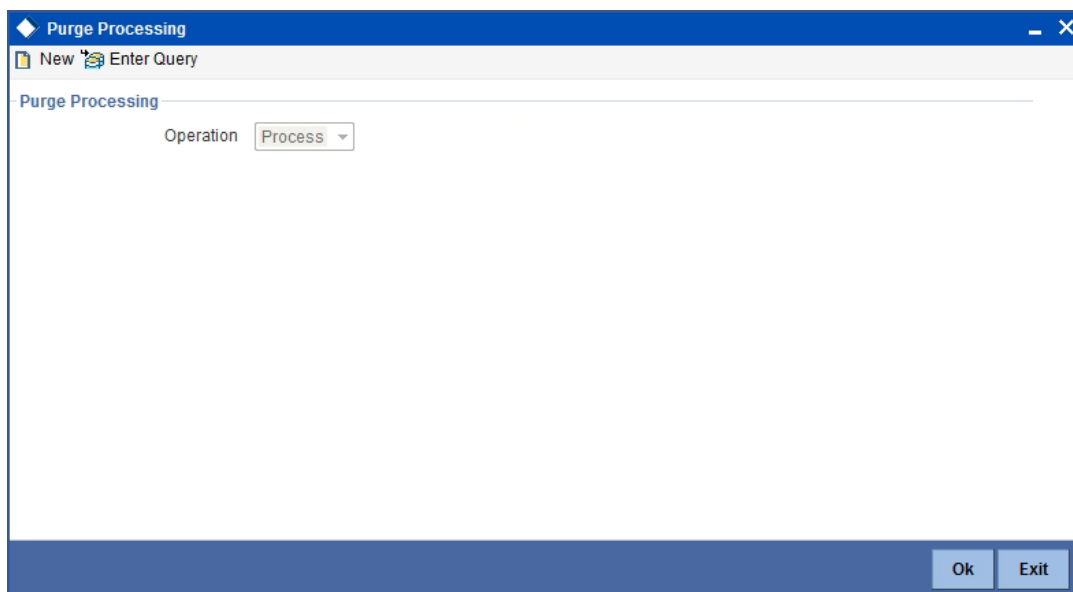 Purge Processing
New Enter Query
Purge Processing
Operation Process
Ok Exit